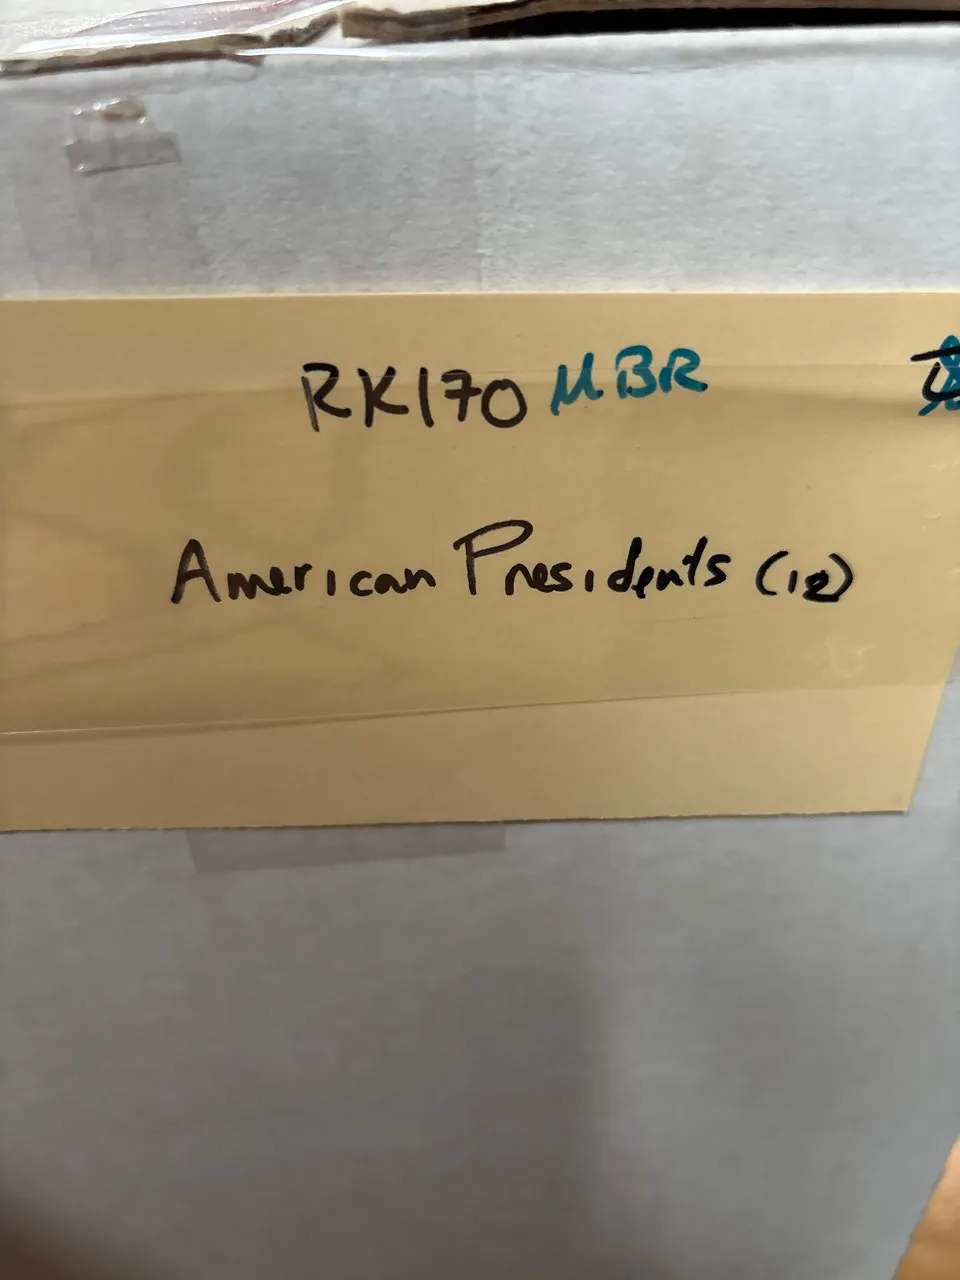 RK170 MBR
American Presidents (12)